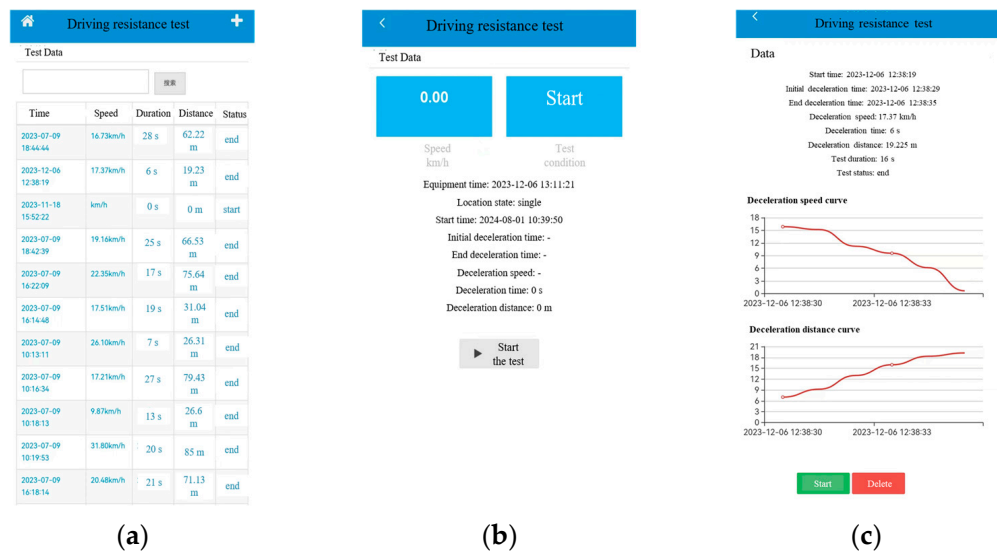 Driving resistance test +
Test Data
搜索
Time Speed Duration Distance Status
2023-07-09 18:44:44 16.73km/h 28 s 62.22 m end
2023-12-06 12:38:19 17.37km/h 6 s 19.23 m end
2023-11-18 15:52:22 km/h 0 s 0 m start
2023-07-09 18:42:39 19.16km/h 25 s 66.53 m end
2023-07-09 16:22:09 22.35km/h 17 s 75.64 m end
2023-07-09 16:14:48 17.51km/h 19 s 31.04 m end
2023-07-09 10:13:11 26.10km/h 7 s 26.31 m end
2023-07-09 10:16:34 17.21km/h 27 s 79.43 m end
2023-07-09 10:18:13 9.87km/h 13 s 26.6 m end
2023-07-09 10:19:53 31.80km/h 20 s 85 m end
2023-07-09 16:18:14 20.48km/h 21 s 71.13 m end
(a)
Driving resistance test
Test Data
0.00 Start
Speed km/h Test condition
Equipment time: 2023-12-06 13:11:21
Location state: single
Start time: 2024-08-01 10:39:50
Initial deceleration time: -
End deceleration time: -
Deceleration speed: -
Deceleration time: 0 s
Deceleration distance: 0 m
Start
the test
(b)
Driving resistance test
Data
Start time: 2023-12-06 12:38:19
Initial deceleration time: 2023-12-06 12:38:29
End deceleration time: 2023-12-06 12:38:35
Deceleration speed: 17.37 km/h
Deceleration time: 6 s
Deceleration distance: 19.225 m
Test duration: 16 s
Test status: end
Deceleration speed curve
18
15
12
9
6
3
0
2023-12-06 12:38:30 2023-12-06 12:38:33
Deceleration distance curve
21
18
15
12
9
6
3
0
2023-12-06 12:38:30 2023-12-06 12:38:33
Start Delete
(c)